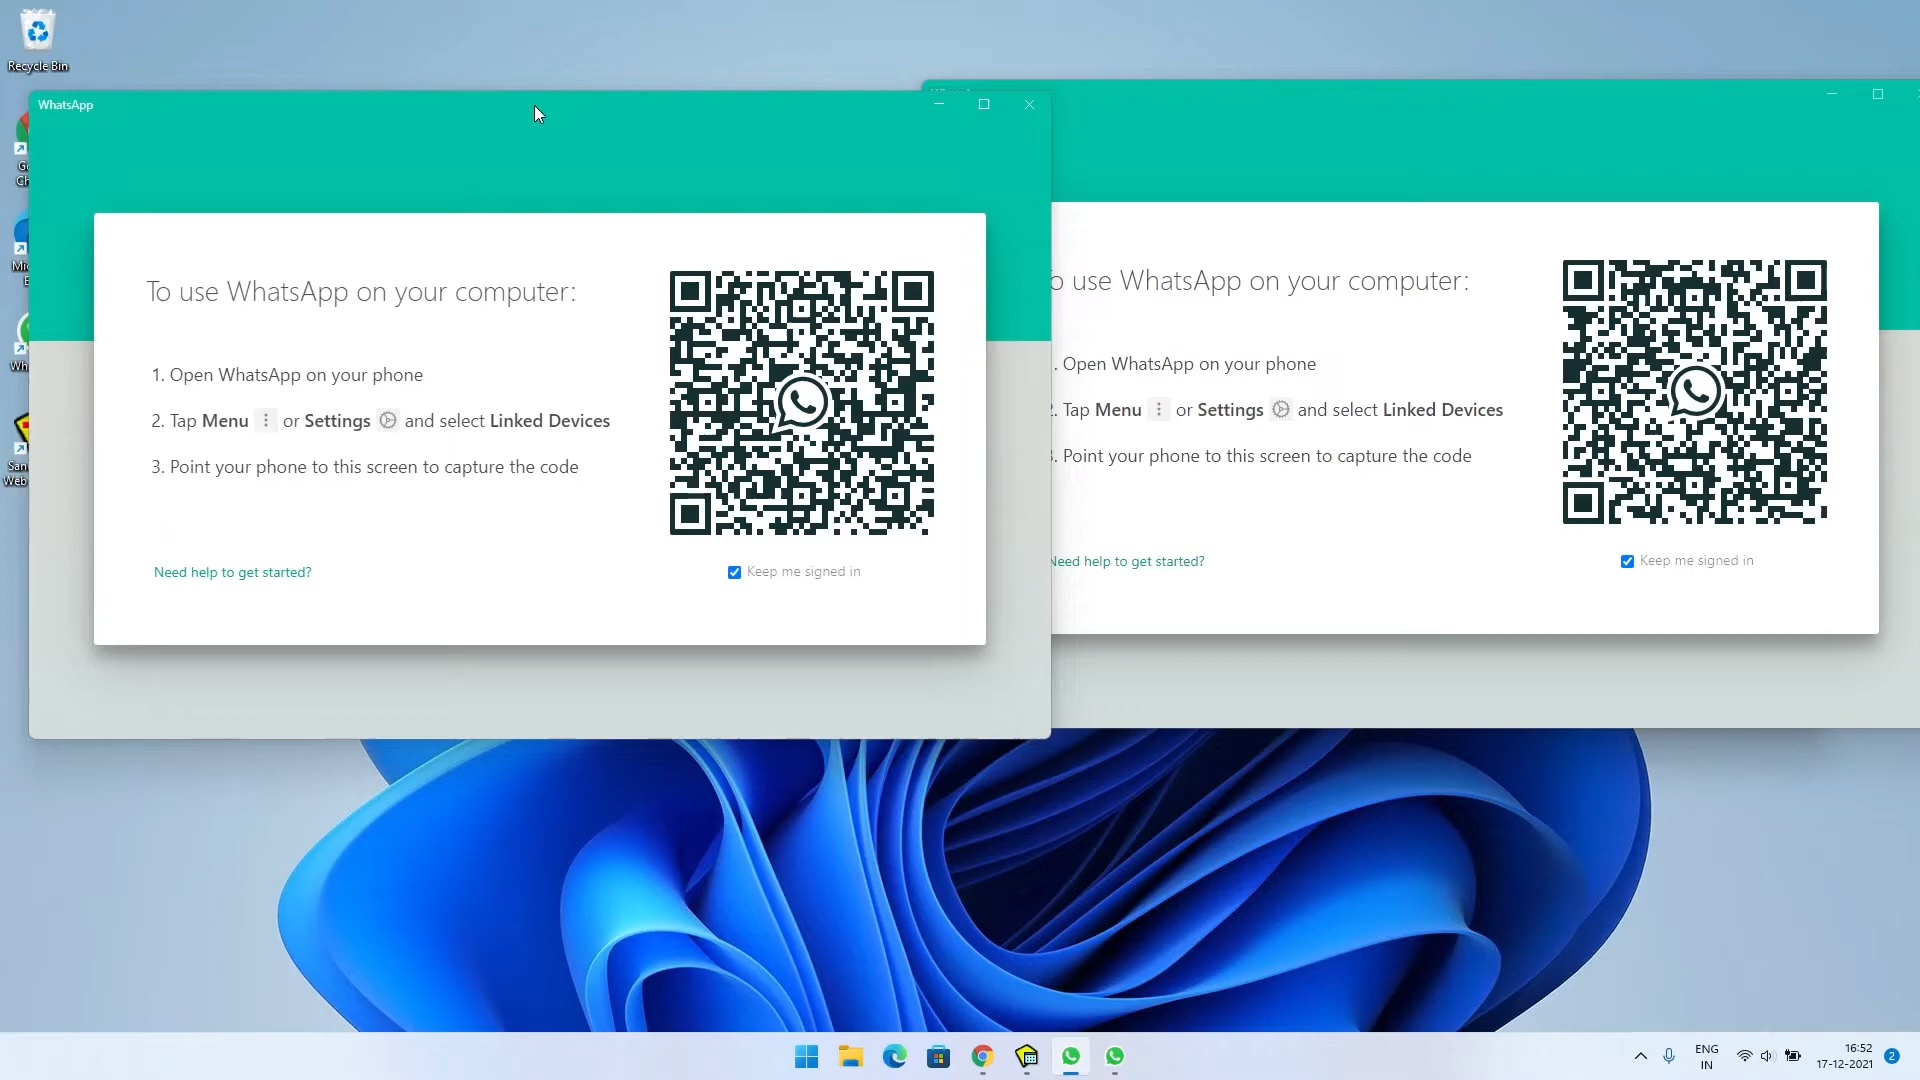 Recycle Bin
WhatsApp
To use WhatsApp on your computer:
1. Open WhatsApp on your phone
2. Tap Menu or Settings and select Linked Devices
3. Point your phone to this screen to capture the code
Need help to get started?
Keep me signed in
o use WhatsApp on your computer:
. Open WhatsApp on your phone
2. Tap Menu or Settings and select Linked Devices
3. Point your phone to this screen to capture the code
Need help to get started?
Keep me signed in
Web
ENG
IN
16:52
17-12-2021
2